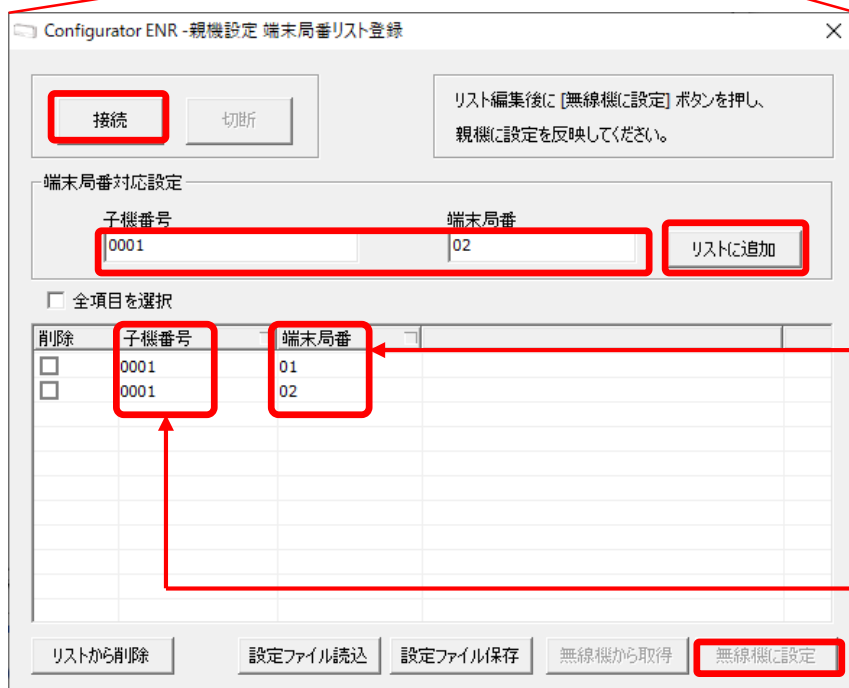 Configurator ENR -親機設定 端末局番リスト登録
接続
切断
リスト編集後に [無線機に設定] ボタンを押し、
親機に設定を反映してください。
端末局番対応設定
子機番号
端末局番
0001
02
リストに追加
全項目を選択
削除 子機番号 端末局番
0001 01
0001 02
リストから削除
設定ファイル読込
設定ファイル保存
無線機から取得
無線機に設定